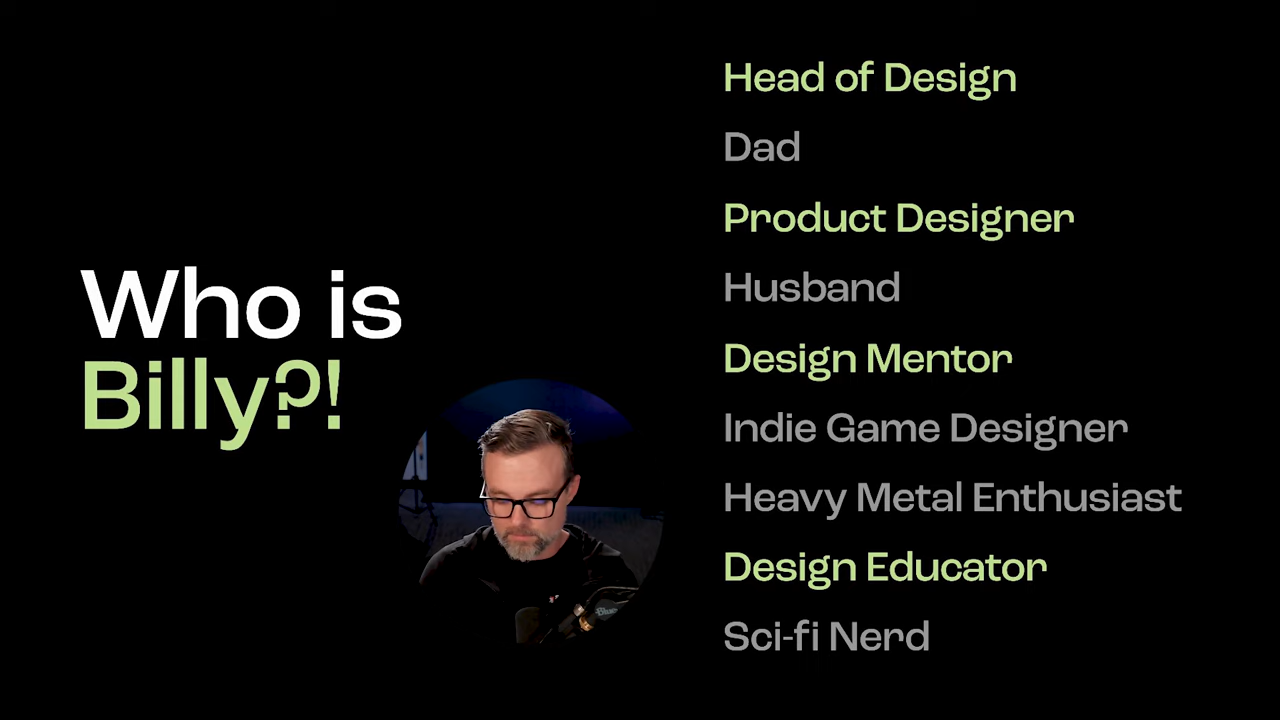 Who is
Billy?!
Head of Design
Dad
Product Designer
Husband
Design Mentor
Indie Game Designer
Heavy Metal Enthusiast
Design Educator
Sci-fi Nerd